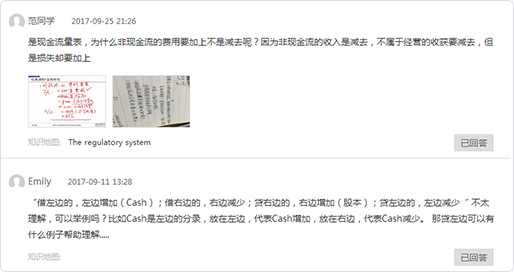 范同学 2017-09-25 21:26
是现金流量表，为什么非现金流的费用要加上不是减去呢？因为非现金流的收入是减去，不属于经营的收获要减去，但
是损失却要加上
知识地图: The regulatory system
已回答
Emily 2017-09-11 13:28
“借左边的，左边增加（Cash）；借右边的，右边减少；贷右边的，右边增加（股本）；贷左边的，左边减少 ” 不太
理解，可以举例吗？比如Cash是左边的分录，放在左边，代表Cash增加，放在右边，代表Cash减少。 那贷左边可以有
什么例子帮助理解.....
知识地图:
已回答